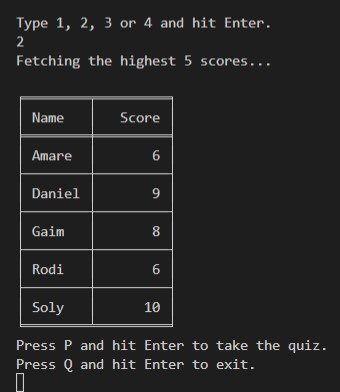 Type 1, 2, 3 or 4 and hit Enter.
2
Fetching the highest 5 scores...
Name Score
Amare 6
Daniel 9
Gaim 8
Rodi 6
Soly 10
Press P and hit Enter to take the quiz.
Press Q and hit Enter to exit.